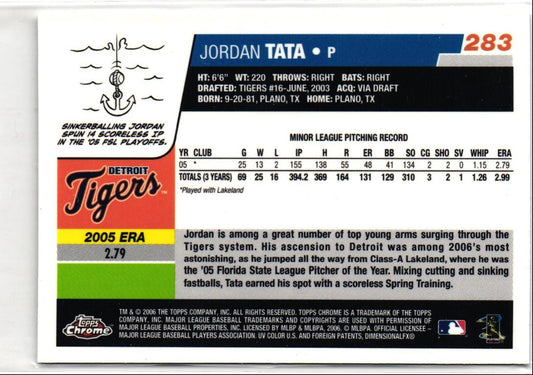 JORDAN TATA • P
283
HT: 6'6" WT: 220 THROWS: RIGHT BATS: RIGHT
DRAFTED: TIGERS #16-JUNE, 2003 ACQ: VIA DRAFT
BORN: 9-20-81, PLANO, TX HOME: PLANO, TX
SINKERBALLING JORDAN
SPUN 14 SCORELESS IP
IN THE '05 FSL PLAYOFFS.
MINOR LEAGUE PITCHING RECORD
YR CLUB G W L IP H R ER BB SO CG SHO SV WHIP ERA
05 * 25 13 2 155 138 55 48 41 134 2 2 0 1.15 2.79
TOTALS (3 YEARS) 69 25 16 394.2 369 164 131 129 310 3 2 1 1.26 2.99
*Played with Lakeland
DETROIT
Tigers
TM
2005 ERA
2.79
Jordan is among a great number of top young arms surging through the
Tigers system. His ascension to Detroit was among 2006's most
astonishing, as he jumped all the way from Class-A Lakeland, where he was
the '05 Florida State League Pitcher of the Year. Mixing cutting and sinking
fastballs, Tata earned his spot with a scoreless Spring Training.
TOPPS
Chrome
TM & © 2006 THE TOPPS COMPANY, INC. ALL RIGHTS RESERVED. TOPPS CHROME IS A TRADEMARK OF THE TOPPS
COMPANY, INC. MAJOR LEAGUE BASEBALL TRADEMARKS AND COPYRIGHTS ARE USED WITH PERMISSION OF
MAJOR LEAGUE BASEBALL PROPERTIES, INC. LICENSED BY MLBP & MLBPA, 2006. © MLBPA. OFFICIAL LICENSEE –
MAJOR LEAGUE BASEBALL PLAYERS ASSOCIATION. UV COLOR U.S. AND FOREIGN PATENTS, DIMENSIONALFX®)